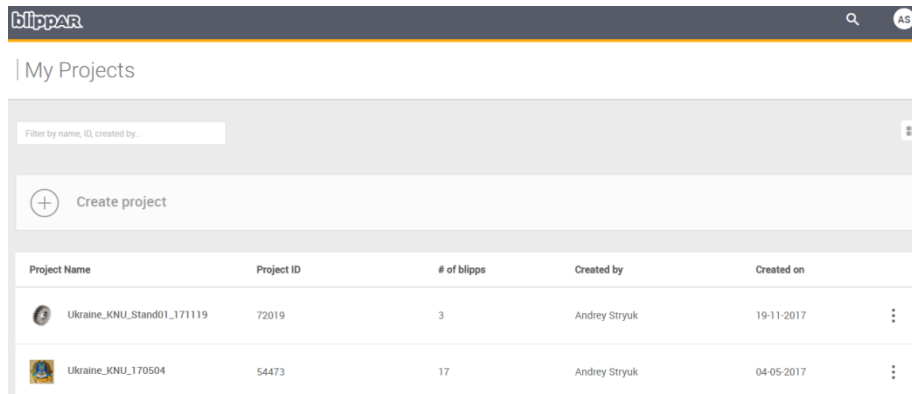 blippAR
AS
My Projects
Filter by name, ID, created by...
Create project
Project Name Project ID # of blipps Created by Created on
Ukraine_KNU_Stand01_171119 72019 3 Andrey Stryuk 19-11-2017
Ukraine_KNU_170504 54473 17 Andrey Stryuk 04-05-2017